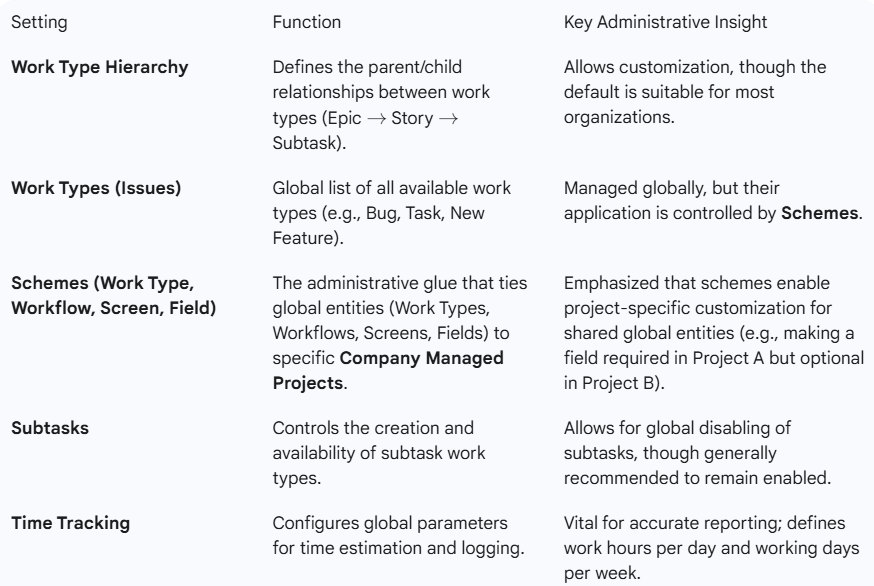 Setting
Function
Key Administrative Insight
Work Type Hierarchy
Defines the parent/child
relationships between work
types (Epic → Story →
Subtask).
Allows customization, though the
default is suitable for most
organizations.
Work Types (Issues)
Global list of all available work
types (e.g., Bug, Task, New
Feature).
Managed globally, but their
application is controlled by Schemes.
Schemes (Work Type,
Workflow, Screen, Field)
The administrative glue that ties
global entities (Work Types,
Workflows, Screens, Fields) to
specific Company Managed
Projects.
Emphasized that schemes enable
project-specific customization for
shared global entities (e.g., making a
field required in Project A but optional
in Project B).
Subtasks
Controls the creation and
availability of subtask work
types.
Allows for global disabling of
subtasks, though generally
recommended to remain enabled.
Time Tracking
Configures global parameters
for time estimation and logging.
Vital for accurate reporting; defines
work hours per day and working days
per week.